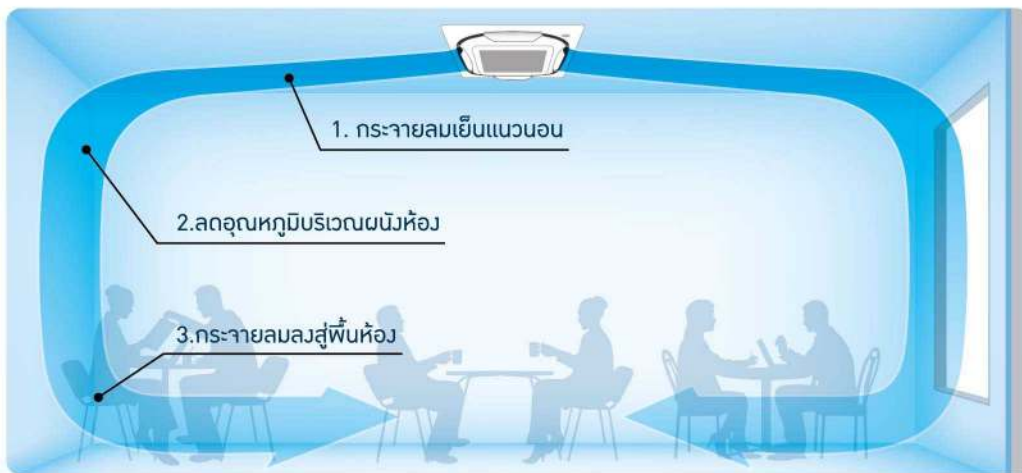 1. กระจายลมเย็นแนวนอน
2.ลดอุณหภูมิบริเวณผนังห้อง
3.กระจายลมลงสู่พื้นห้อง